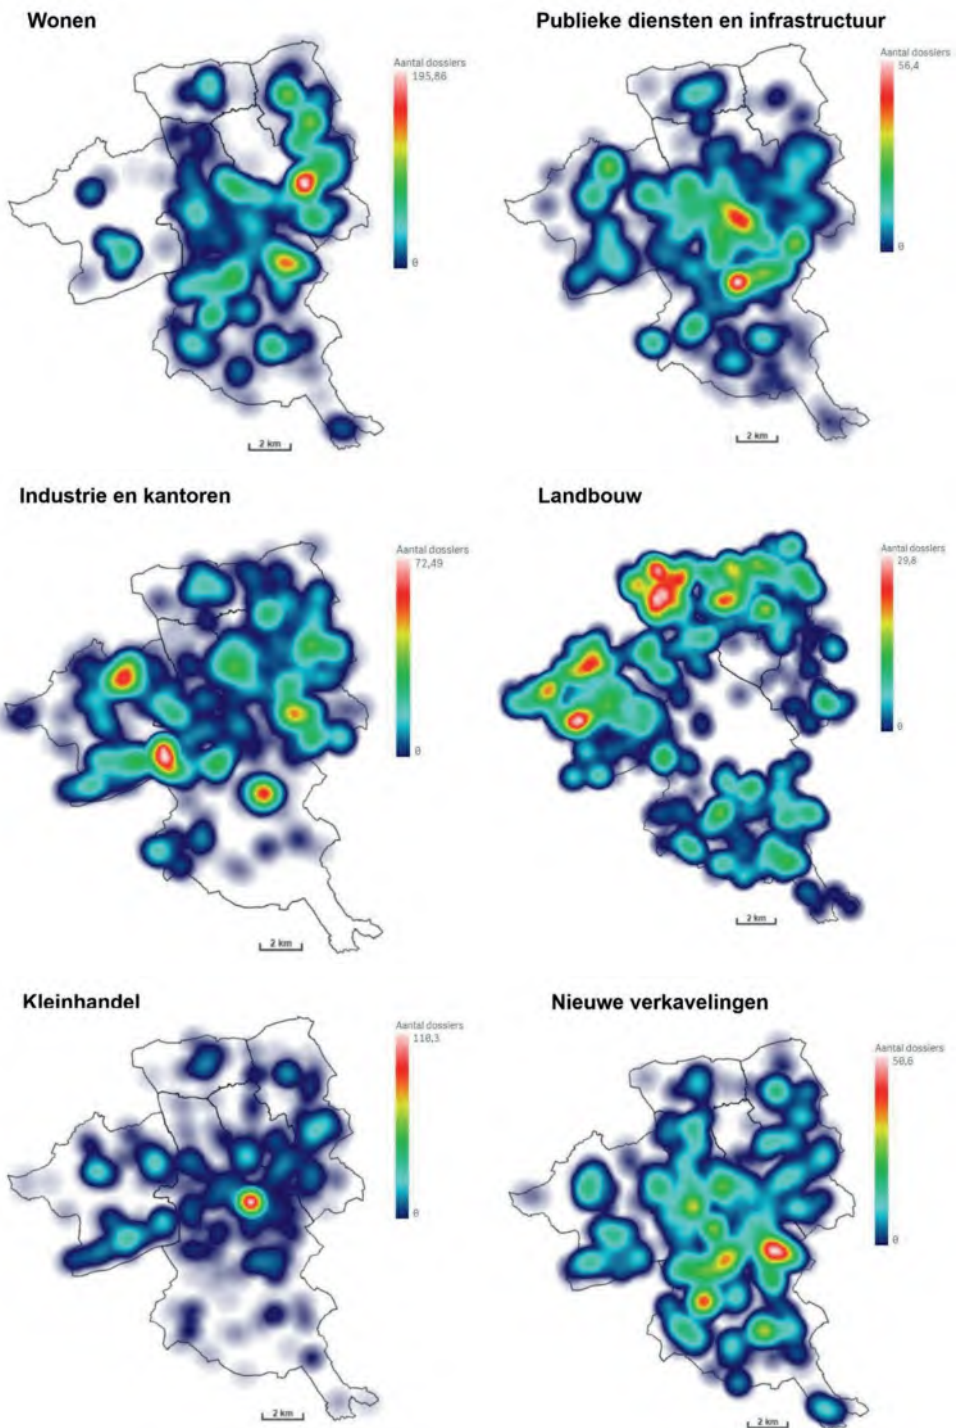 Wonen
Publieke diensten en infrastructuur
Aantal dossiers
195,86
0
2 km
Aantal dossiers
56,4
0
2 km
Industrie en kantoren
Landbouw
Aantal dossiers
72,49
0
2 km
Aantal dossiers
29,8
0
2 km
Kleinhandel
Nieuwe verkavelingen
Aantal dossiers
110,3
0
2 km
Aantal dossiers
50,6
0
2 km